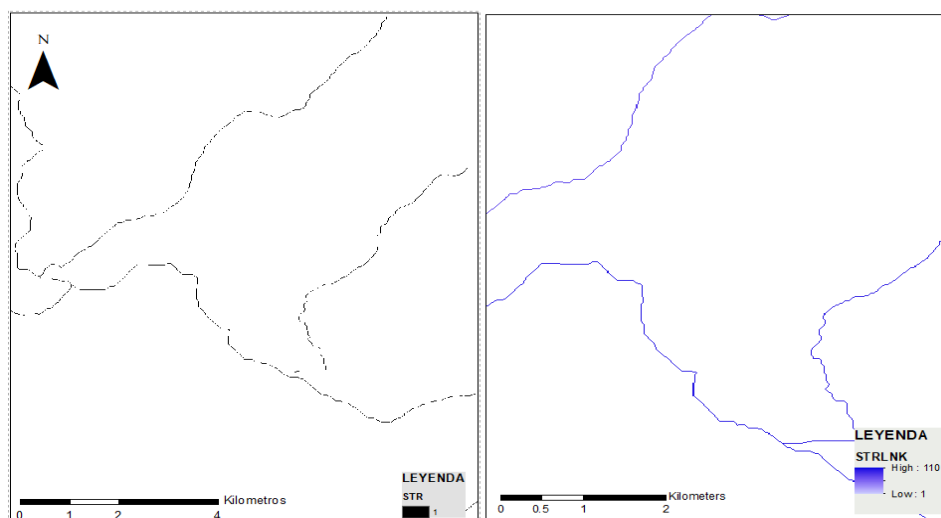 N
LEYENDA
STR
1
Kilometros
0 1 2 4
LEYENDA
STRLNK
High : 110
Low : 1
Kilometers
0 0.5 1 2